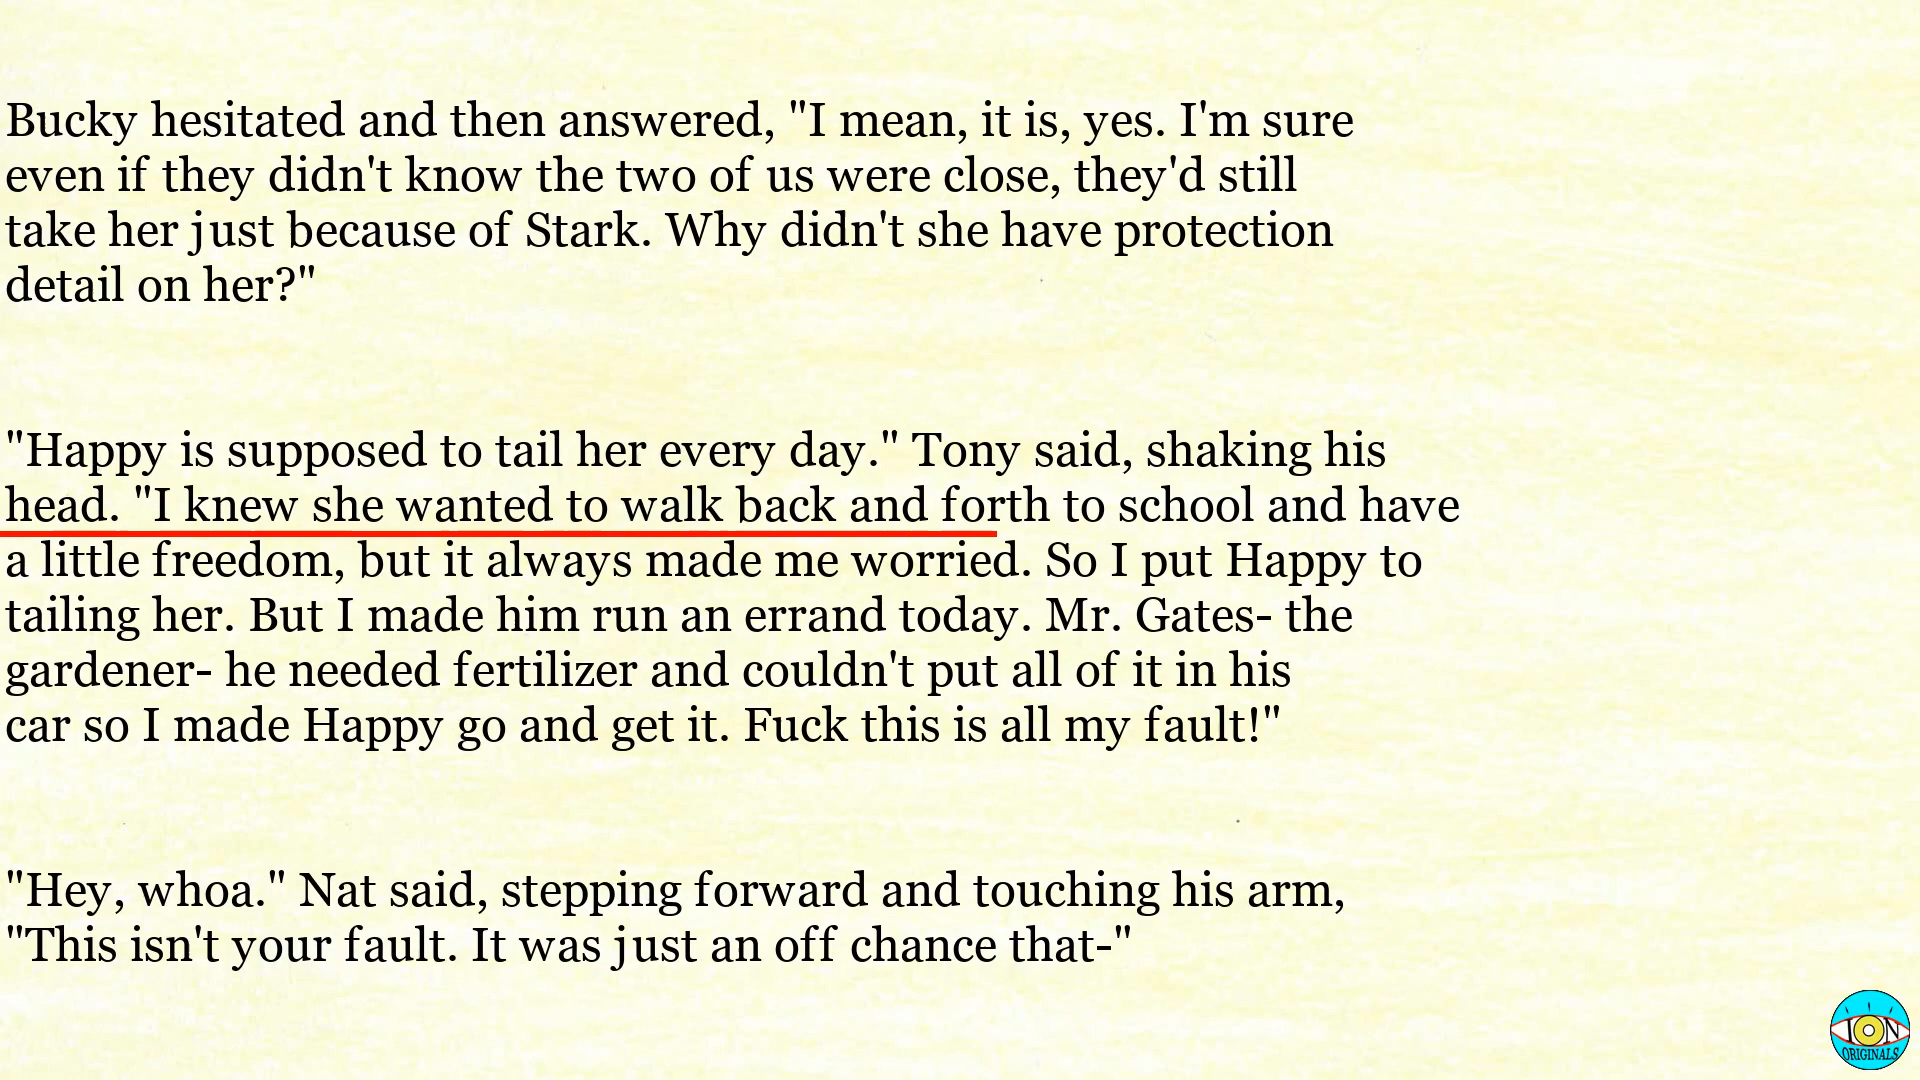 Bucky hesitated and then answered, "I mean, it is, yes. I'm sure
even if they didn't know the two of us were close, they'd still
take her just because of Stark. Why didn't she have protection
detail on her?"
"Happy is supposed to tail her every day." Tony said, shaking his
head. "I knew she wanted to walk back and forth to school and have
a little freedom, but it always made me worried. So I put Happy to
tailing her. But I made him run an errand today. Mr. Gates- the
gardener- he needed fertilizer and couldn't put all of it in his
car so I made Happy go and get it. Fuck this is all my fault!"
"Hey, whoa." Nat said, stepping forward and touching his arm,
"This isn't your fault. It was just an off chance that-"
ION
ORIGINALS